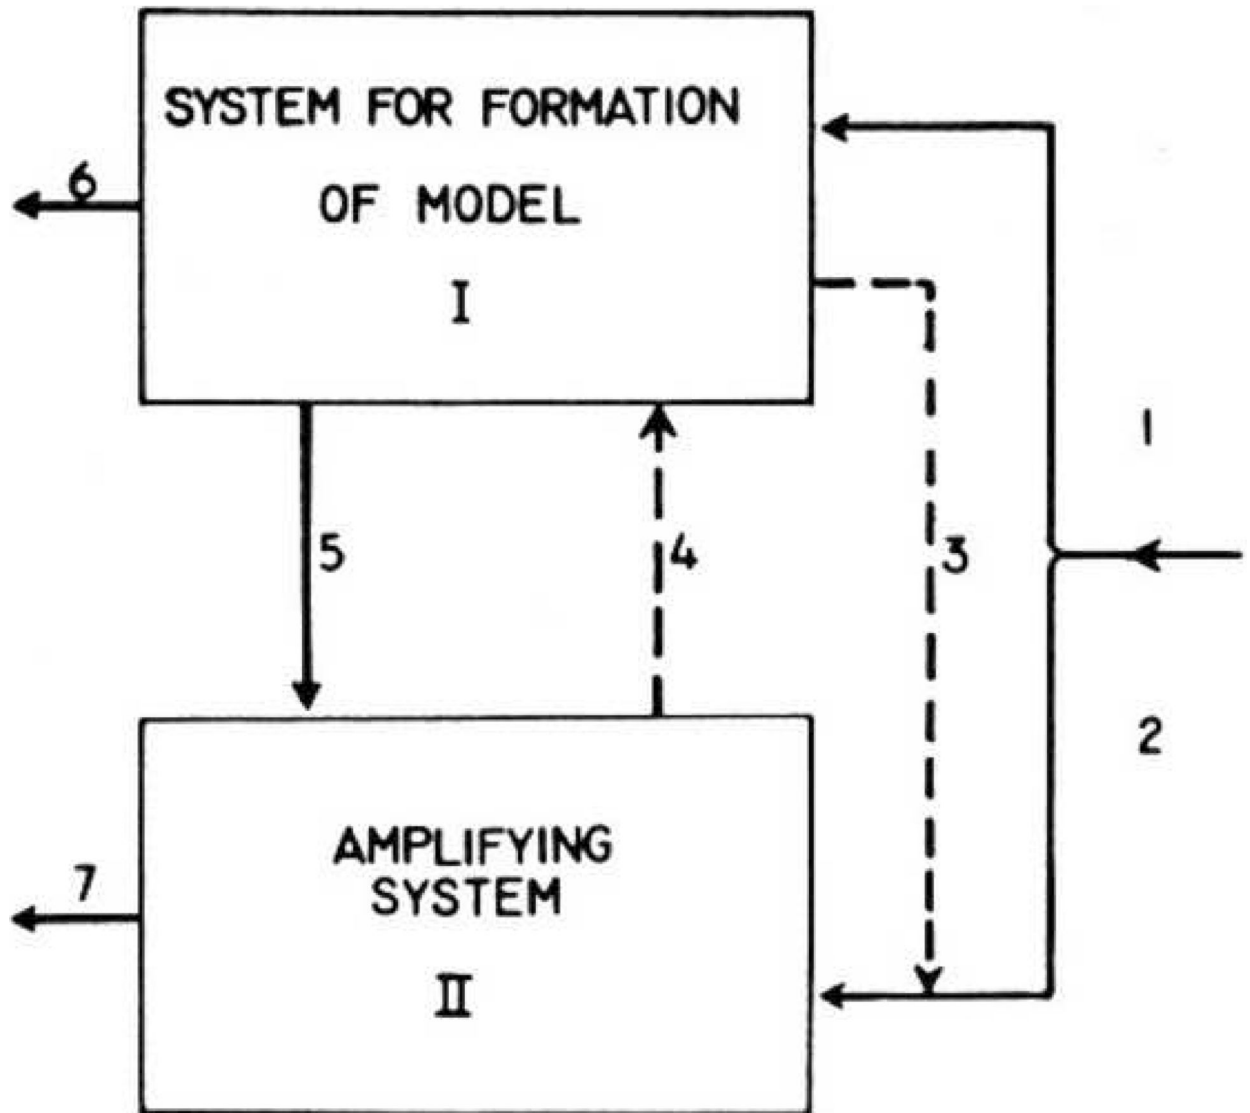 SYSTEM FOR FORMATION
OF MODEL
I
6
1
5
4
3
2
AMPLIFYING
SYSTEM
II
7